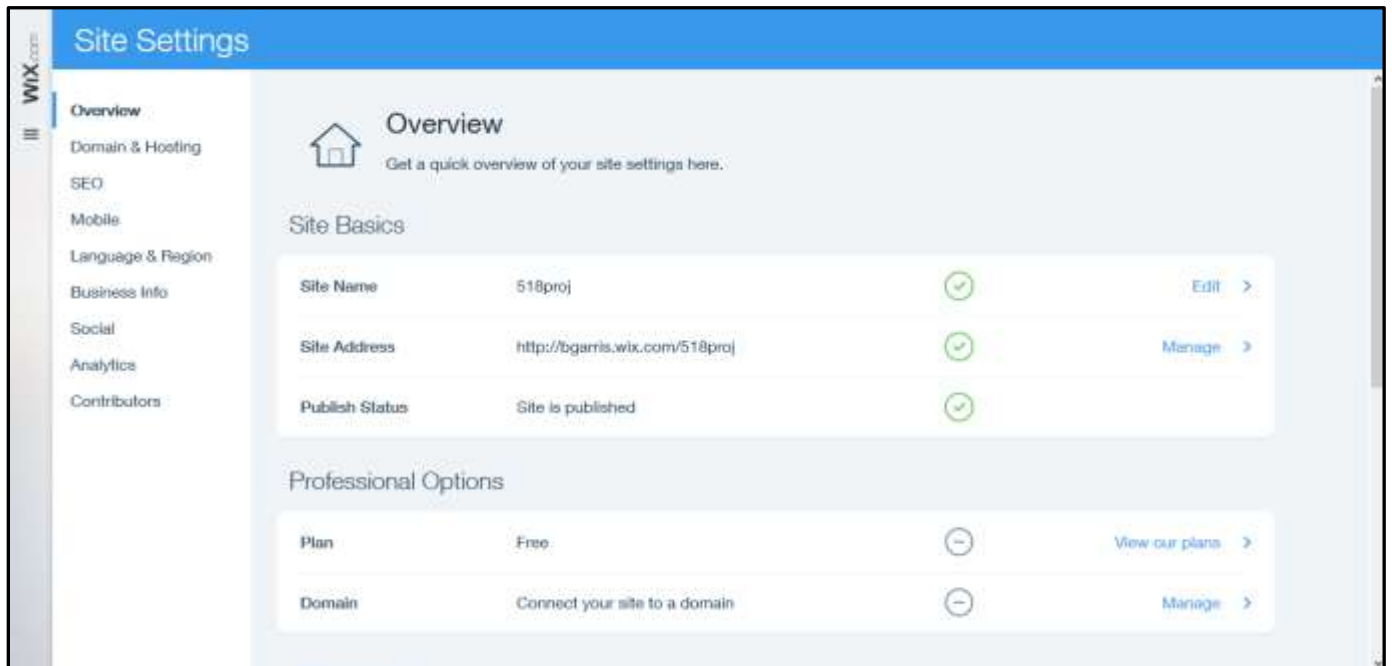 WiX.com
Site Settings
Overview
Domain & Hosting
SEO
Mobile
Language & Region
Business Info
Social
Analytics
Contributors
Overview
Get a quick overview of your site settings here.
Site Basics
Site Name 518proj Edit >
Site Address http://bgarris.wix.com/518proj Manage >
Publish Status Site is published
Professional Options
Plan Free View our plans >
Domain Connect your site to a domain Manage >